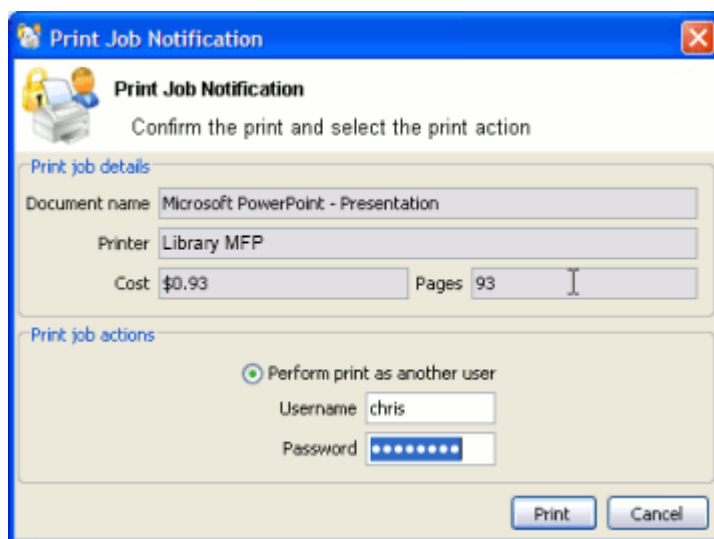 Print Job Notification
Print Job Notification
Confirm the print and select the print action
Print job details
Document name Microsoft PowerPoint - Presentation
Printer Library MFP
Cost $0.93 Pages 93
Print job actions
Perform print as another user
Username chris
Password ●●●●●●●●
Print Cancel